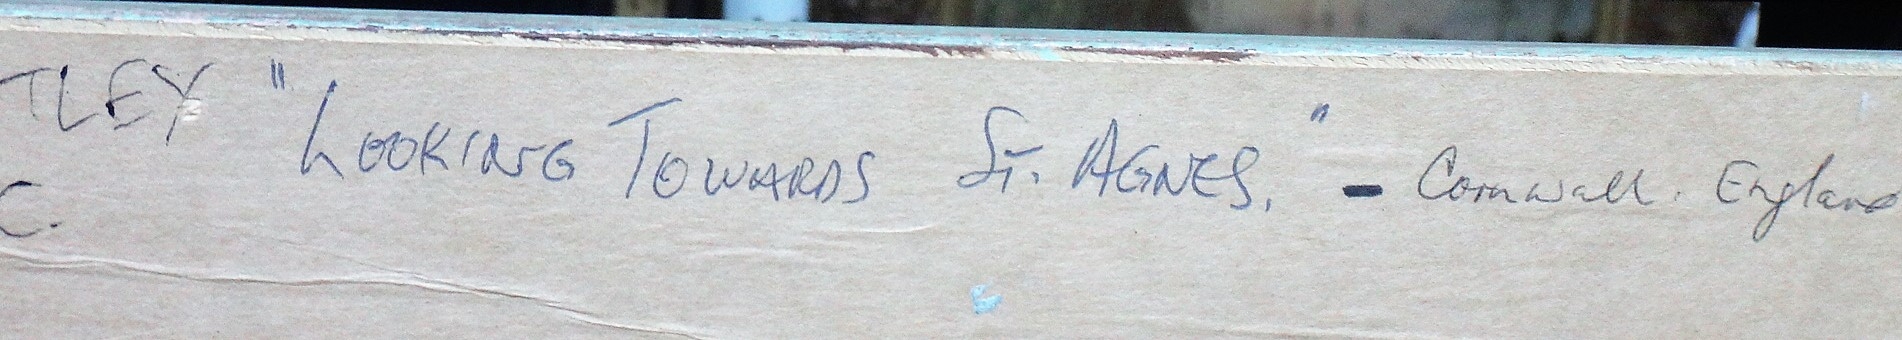 TLEY "LOOKING TOWARDS ST. AGNES." - Cornwall. England
C.